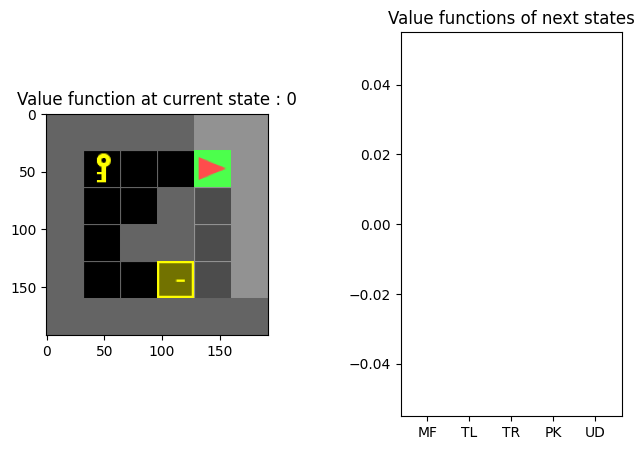 Value functions of next states
Value function at current state : 0
0
50
100
150
0
50
100
150
0.04
0.02
0.00
−0.02
−0.04
MF
TL
TR
PK
UD